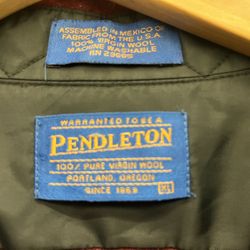 ASSEMBLED IN MEXICO OF
FABRIC FROM THE U.S.A.
100% VIRGIN WOOL
MACHINE WASHABLE
RN 29685
WARRANTED TO BE A
PENDLETON
100% PURE VIRGIN WOOL
PORTLAND, OREGON
SINCE 1863
XL